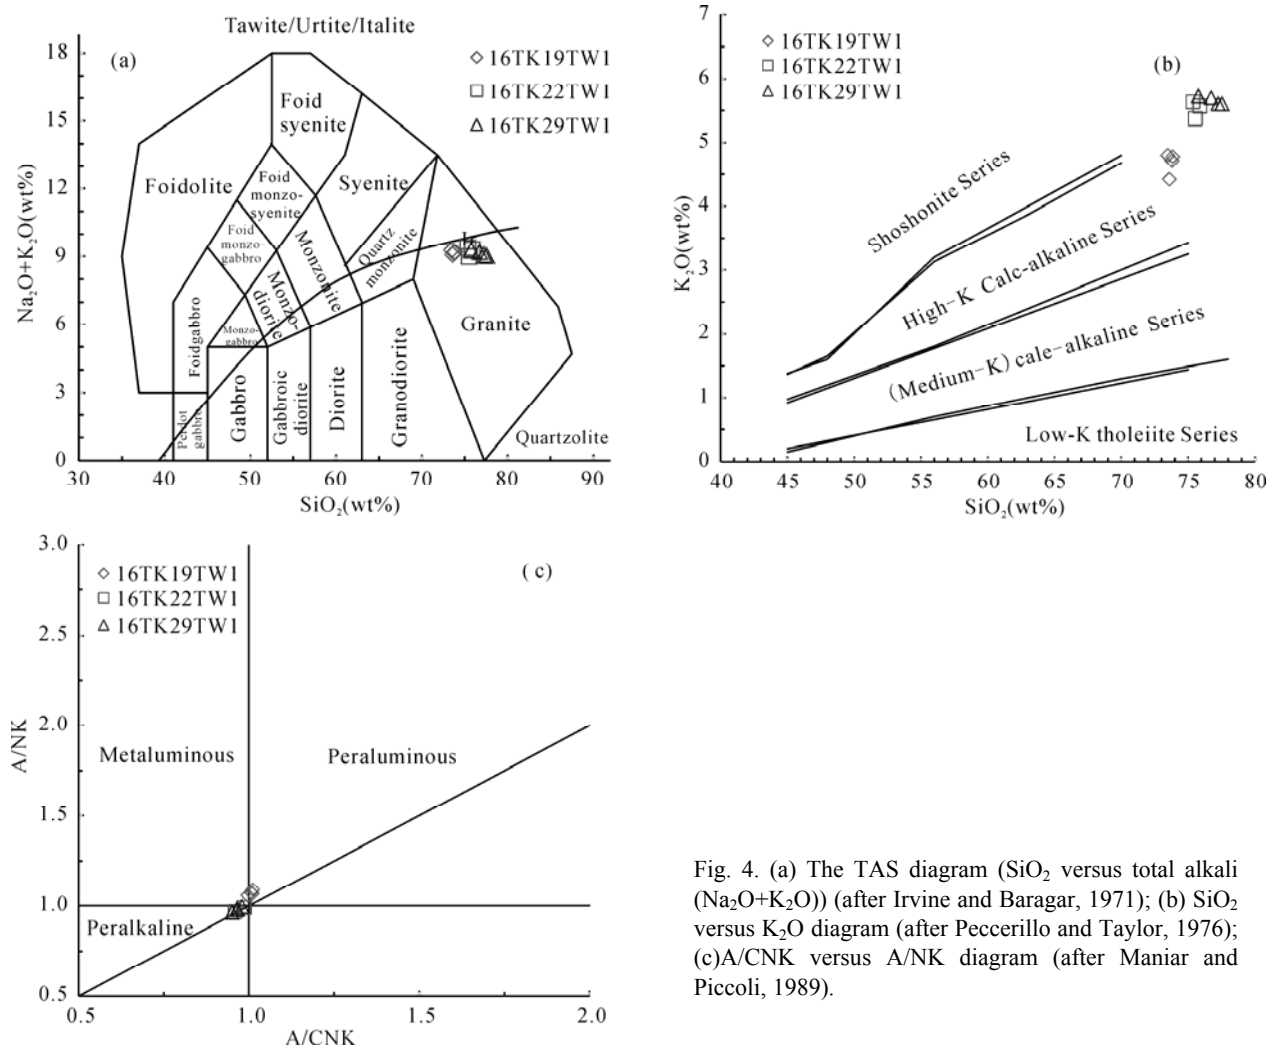 Tawite/Urtite/Italite
(a)
18
15
12
9
6
3
0
Na₂O+K₂O(wt%)
16TK19TW1
16TK22TW1
16TK29TW1
Foid
syenite
Foidolite
Foid
monzo-
syenite
Syenite
Foid
monzo-
gabbro
Monzonite
Quartz
monzonite
Monzo-
diorite
Monzo-
gabbro
Foidgabbro
Peridot
gabbro
Gabbro
Gabbroic
diorite
Diorite
Granodiorite
Granite
Quartzolite
30 40 50 60 70 80 90
SiO₂(wt%)
7
6
5
4
3
2
1
0
K₂O(wt%)
16TK19TW1
16TK22TW1
16TK29TW1
(b)
Shoshonite Series
High-K Calc-alkaline Series
(Medium-K) cale-alkaline Series
Low-K tholeiite Series
40 45 50 55 60 65 70 75 80
SiO₂(wt%)
3.0
2.5
2.0
1.5
1.0
0.5
A/NK
16TK19TW1
16TK22TW1
16TK29TW1
( c)
Metaluminous
Peraluminous
Peralkaline
0.5 1.0 1.5 2.0
A/CNK
Fig. 4. (a) The TAS diagram (SiO₂ versus total alkali
(Na₂O+K₂O)) (after Irvine and Baragar, 1971); (b) SiO₂
versus K₂O diagram (after Peccerillo and Taylor, 1976);
(c)A/CNK versus A/NK diagram (after Maniar and
Piccoli, 1989).